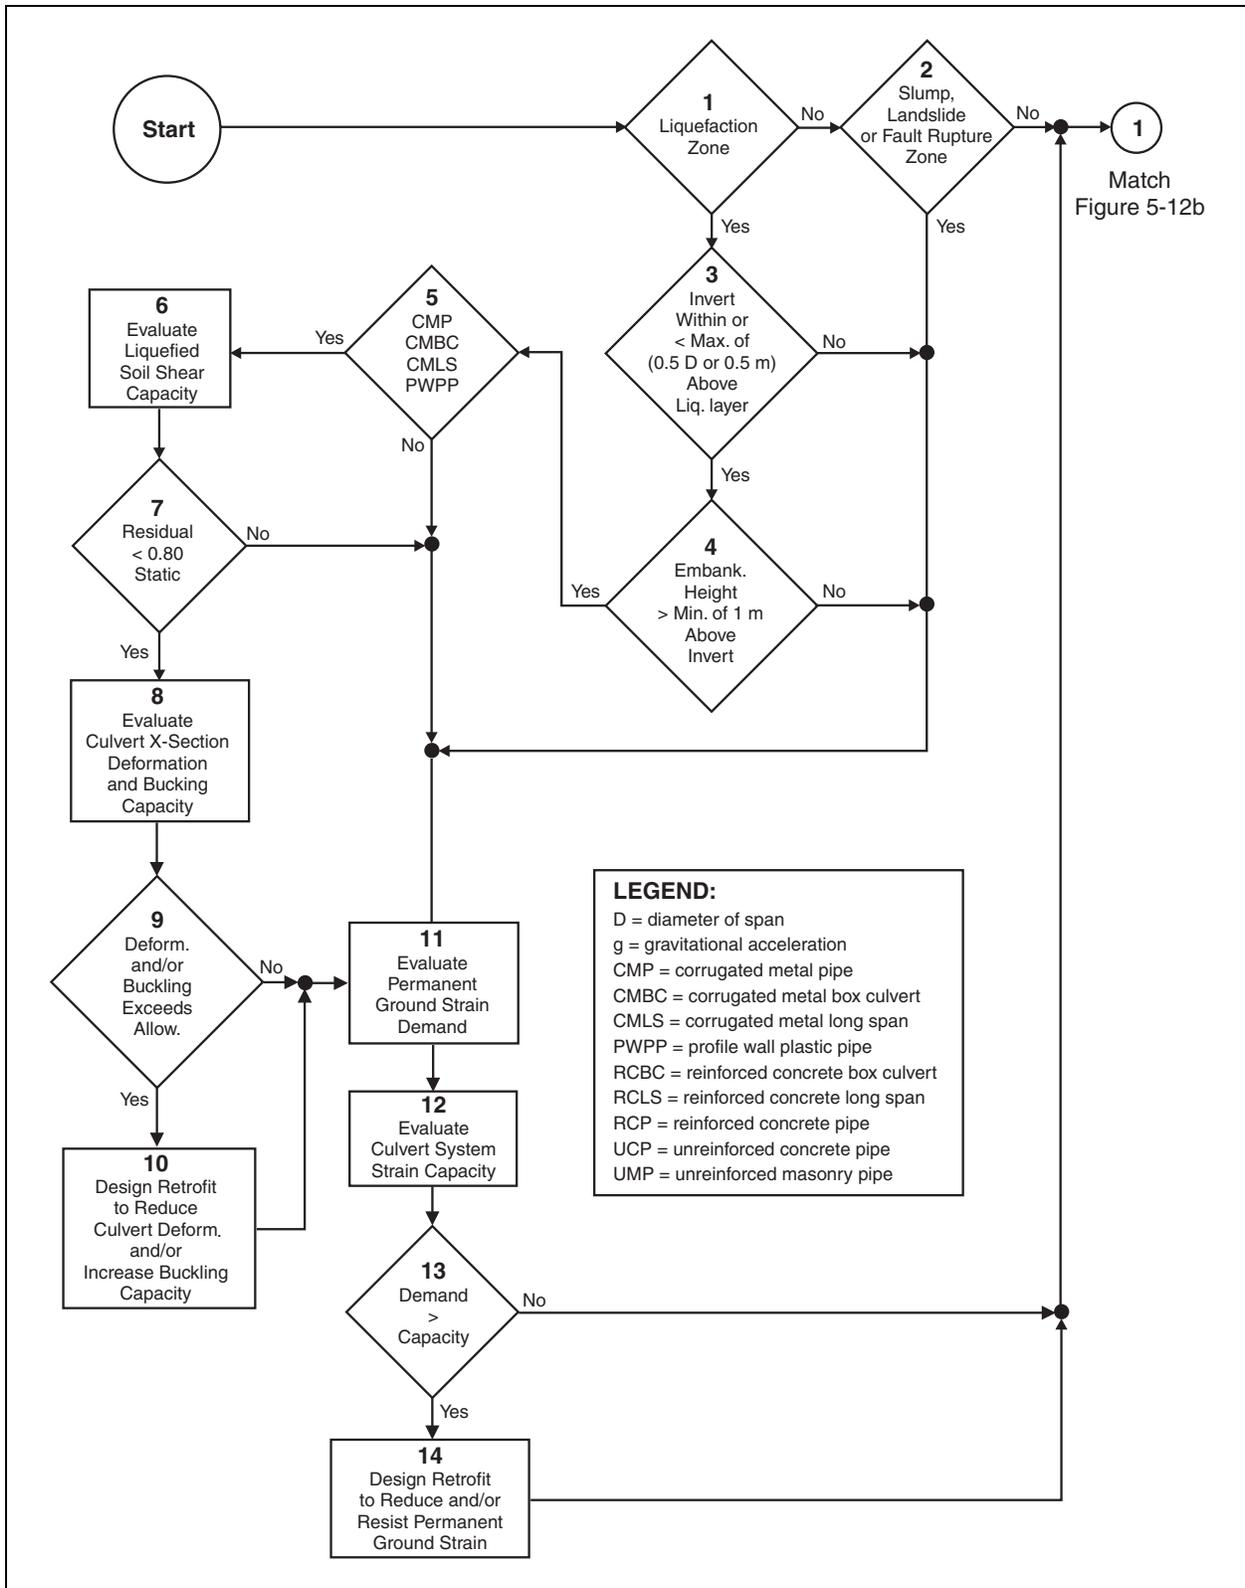 Start
1
Liquefaction
Zone
No
2
Slump,
Landslide
or Fault Rupture
Zone
No
1
Match
Figure 5-12b
Yes
Yes
3
Invert
Within or
< Max. of
(0.5 D or 0.5 m)
Above
Liq. layer
No
Yes
4
Embank.
Height
> Min. of 1 m
Above
Invert
No
Yes
5
CMP
CMBC
CMLS
PWPP
Yes
No
6
Evaluate
Liquefied
Soil Shear
Capacity
7
Residual
< 0.80
Static
No
Yes
8
Evaluate
Culvert X-Section
Deformation
and Bucking
Capacity
9
Deform.
and/or
Buckling
Exceeds
Allow.
No
Yes
10
Design Retrofit
to Reduce
Culvert Deform.
and/or
Increase Buckling
Capacity
11
Evaluate
Permanent
Ground Strain
Demand
12
Evaluate
Culvert System
Strain Capacity
13
Demand
>
Capacity
No
Yes
14
Design Retrofit
to Reduce and/or
Resist Permanent
Ground Strain
LEGEND:
D = diameter of span
g = gravitational acceleration
CMP = corrugated metal pipe
CMBC = corrugated metal box culvert
CMLS = corrugated metal long span
PWPP = profile wall plastic pipe
RCBC = reinforced concrete box culvert
RCLS = reinforced concrete long span
RCP = reinforced concrete pipe
UCP = unreinforced concrete pipe
UMP = unreinforced masonry pipe